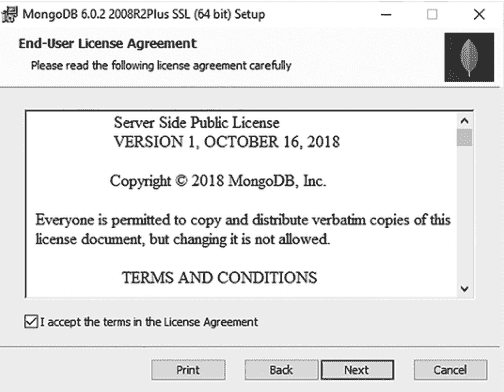 MongoDB 6.0.2 2008R2Plus SSL (64 bit) Setup
End-User License Agreement
Please read the following license agreement carefully
Server Side Public License
VERSION 1, OCTOBER 16, 2018
Copyright © 2018 MongoDB, Inc.
Everyone is permitted to copy and distribute verbatim copies of this
license document, but changing it is not allowed.
TERMS AND CONDITIONS
I accept the terms in the License Agreement
Print Back Next Cancel